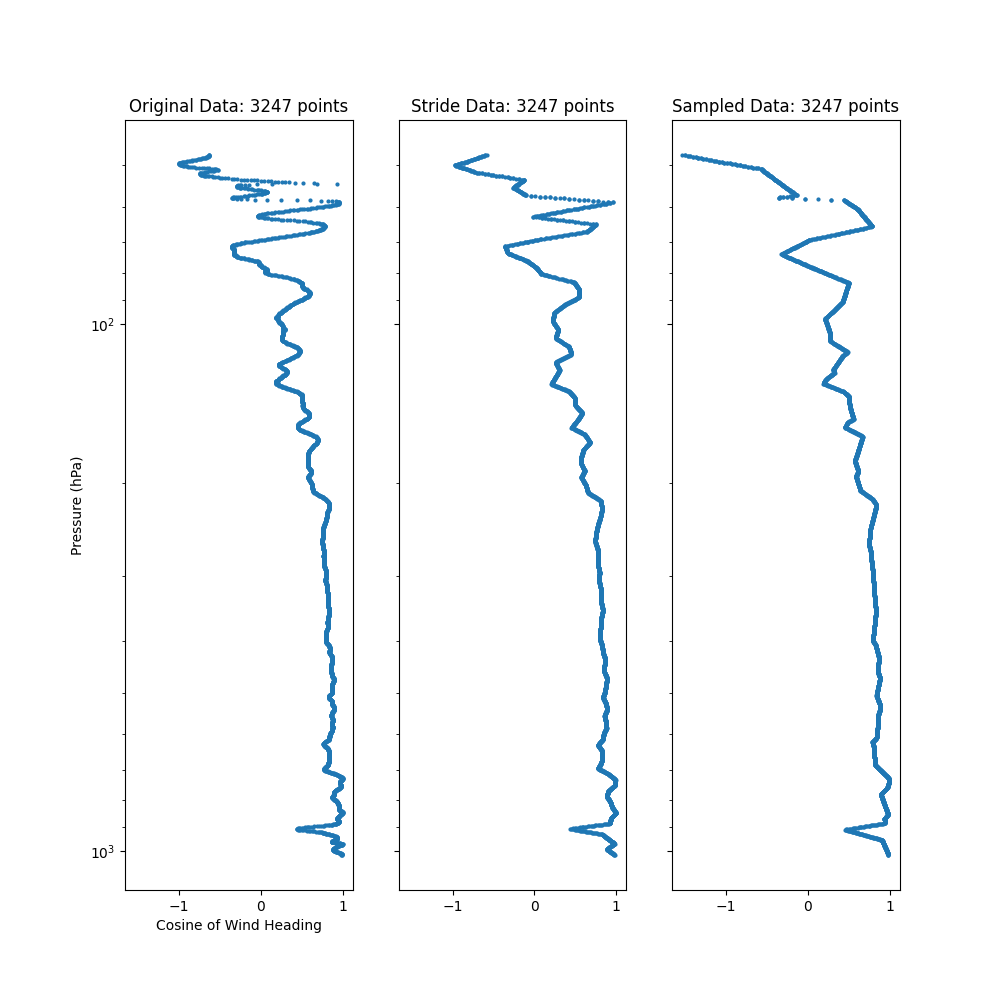 Original Data: 3247 points
Stride Data: 3247 points
Sampled Data: 3247 points
Pressure (hPa)
10²
10³
−1 0 1
−1 0 1
−1 0 1
Cosine of Wind Heading